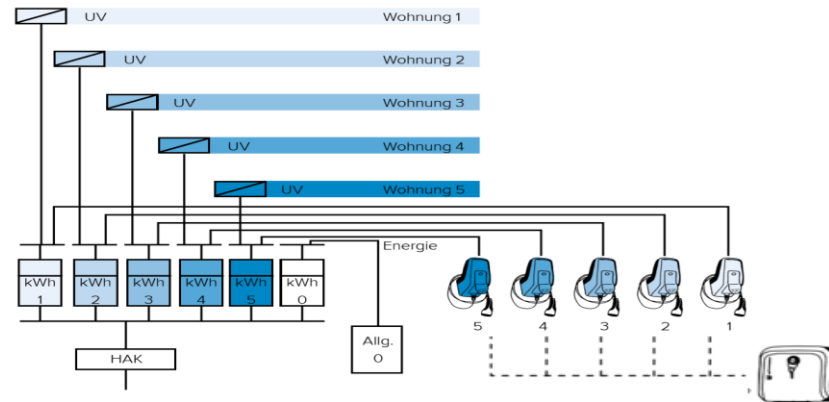 UV Wohnung 1
UV Wohnung 2
UV Wohnung 3
UV Wohnung 4
UV Wohnung 5
Energie
kWh kWh kWh kWh kWh kWh
1 2 3 4 5 0
5 4 3 2 1
Allg.
0
HAK